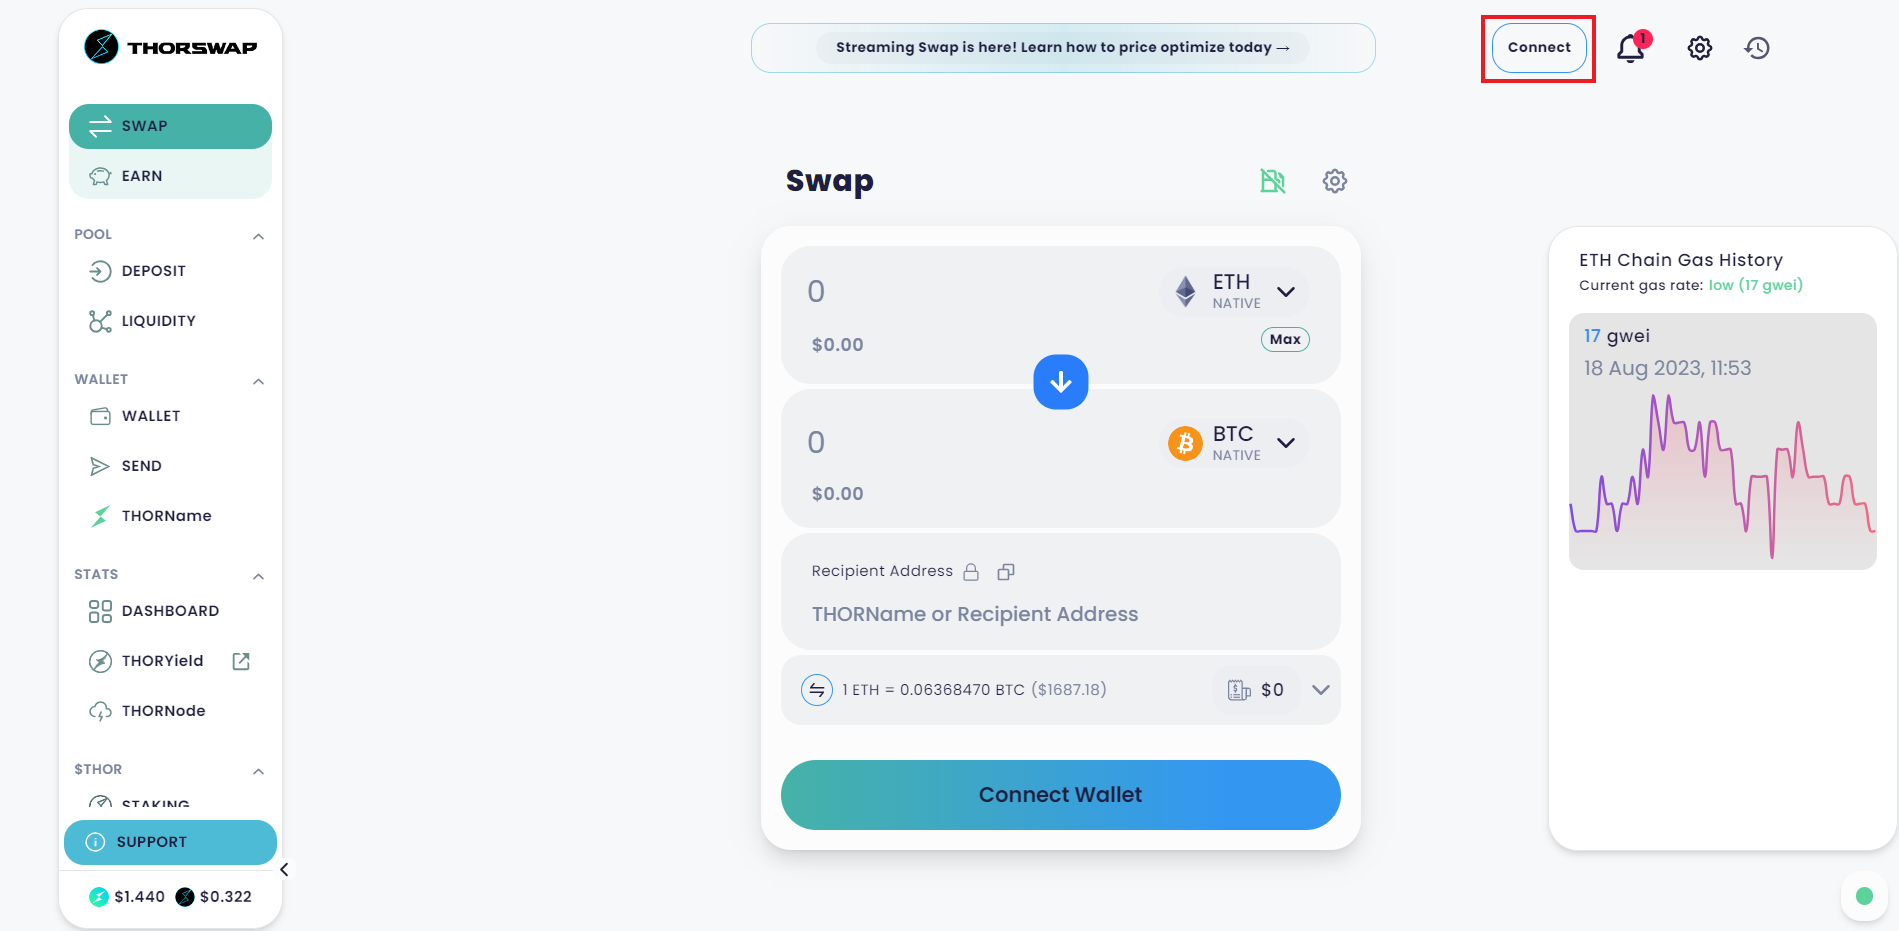 THORSWAP
SWAP
EARN
POOL
DEPOSIT
LIQUIDITY
WALLET
WALLET
SEND
THORName
STATS
DASHBOARD
THORYield
THORNode
$THOR
STAKING
SUPPORT
$1.440 $0.322
Streaming Swap is here! Learn how to price optimize today →
Connect
1
Swap
0
ETH
NATIVE
$0.00
Max
0
BTC
NATIVE
$0.00
Recipient Address
THORName or Recipient Address
1 ETH = 0.06368470 BTC ($1687.18)
$0
Connect Wallet
ETH Chain Gas History
Current gas rate: low (17 gwei)
17 gwei
18 Aug 2023, 11:53